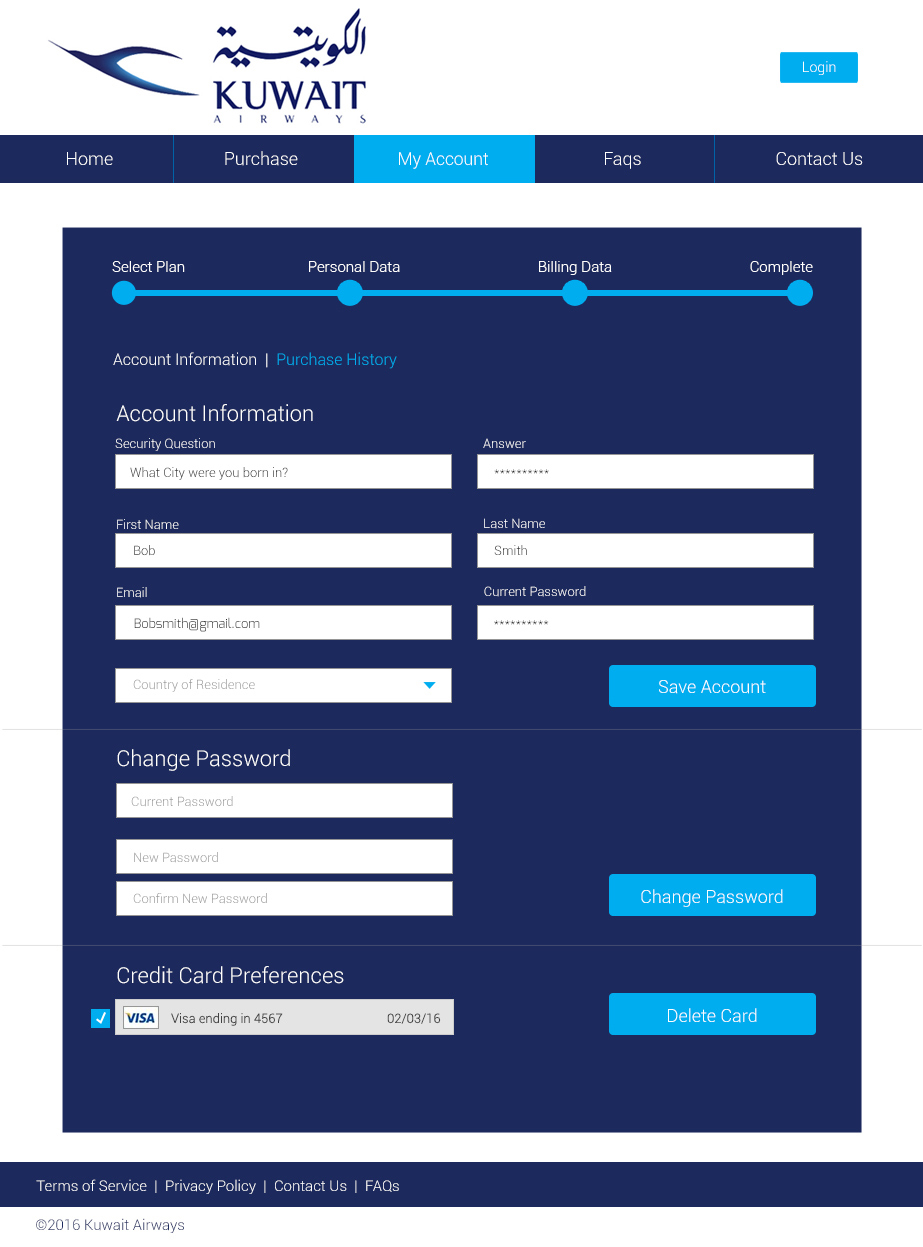 الكويتية
KUWAIT
AIRWAYS
Login
Home Purchase My Account Faqs Contact Us
Select Plan Personal Data Billing Data Complete
Account Information | Purchase History
Account Information
Security Question Answer
What City were you born in? **********
First Name Last Name
Bob Smith
Email Current Password
Bobsmith@gmail.com **********
Country of Residence Save Account
Change Password
Current Password
New Password
Confirm New Password Change Password
Credit Card Preferences
VISA Visa ending in 4567 02/03/16 Delete Card
Terms of Service | Privacy Policy | Contact Us | FAQs
©2016 Kuwait Airways